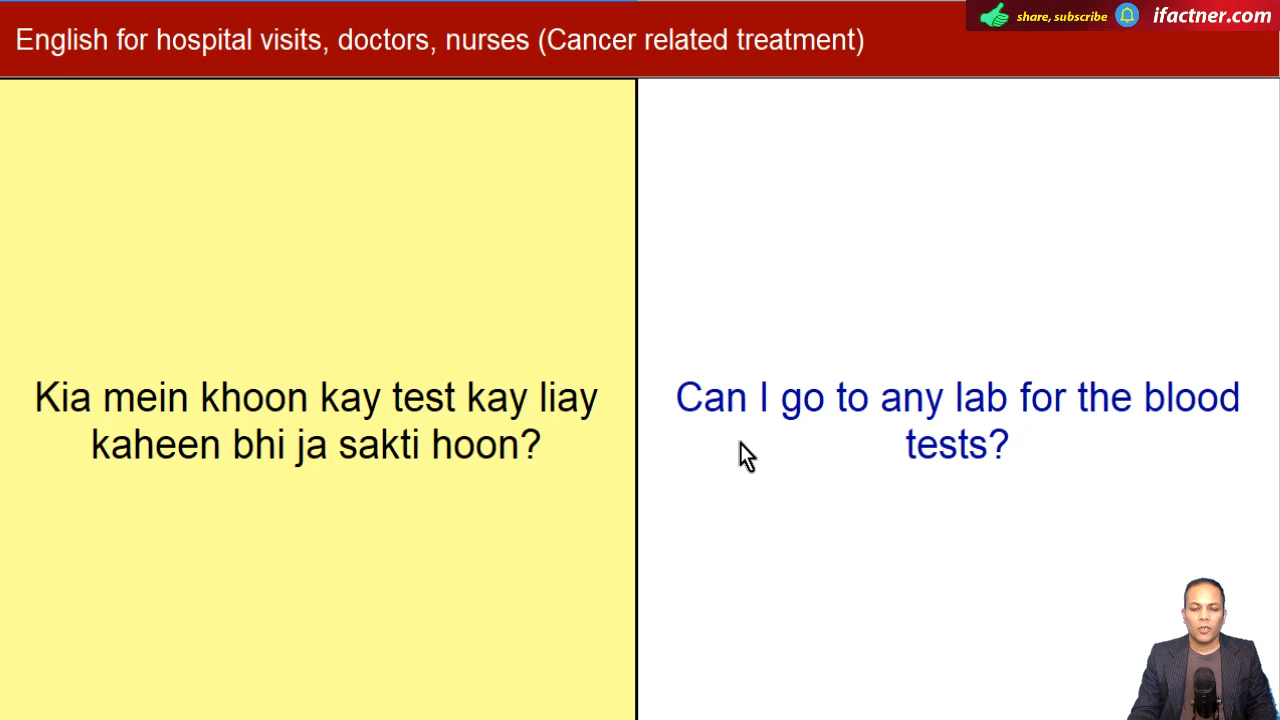 English for hospital visits, doctors, nurses (Cancer related treatment)
share, subscribe
ifactner.com
Kia mein khoon kay test kay liay
kaheen bhi ja sakti hoon?
Can I go to any lab for the blood
tests?